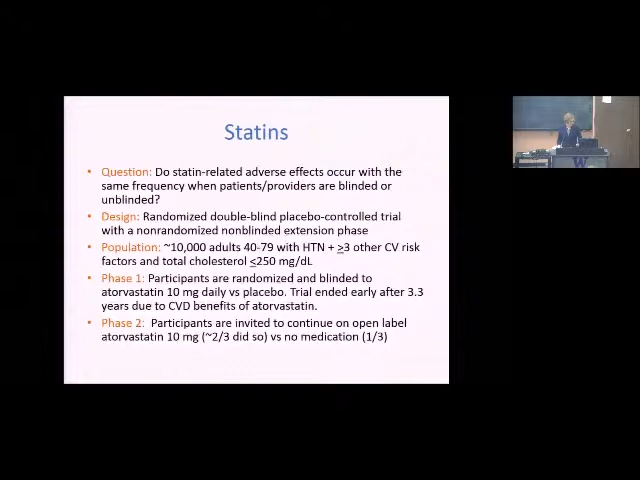 Statins
• Question: Do statin-related adverse effects occur with the
same frequency when patients/providers are blinded or
unblinded?
• Design: Randomized double-blind placebo-controlled trial
with a nonrandomized nonblinded extension phase
• Population: ~10,000 adults 40-79 with HTN + ≥3 other CV risk
factors and total cholesterol ≤250 mg/dL
• Phase 1: Participants are randomized and blinded to
atorvastatin 10 mg daily vs placebo. Trial ended early after 3.3
years due to CVD benefits of atorvastatin.
• Phase 2:  Participants are invited to continue on open label
atorvastatin 10 mg (~2/3 did so) vs no medication (1/3)
W